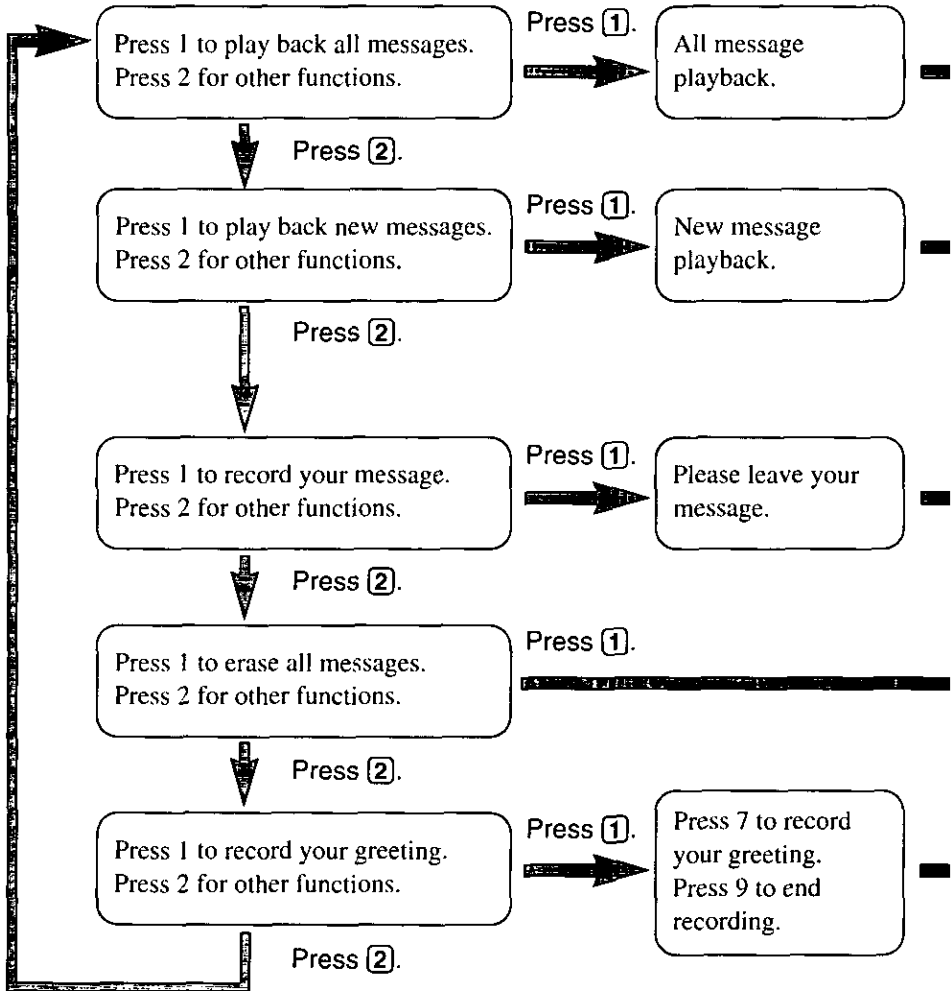 Press 1.
Press 1 to play back all messages.
Press 2 for other functions.
All message
playback.
Press 2.
Press 1.
Press 1 to play back new messages.
Press 2 for other functions.
New message
playback.
Press 2.
Press 1.
Press 1 to record your message.
Press 2 for other functions.
Please leave your
message.
Press 2.
Press 1.
Press 1 to erase all messages.
Press 2 for other functions.
Press 2.
Press 1.
Press 1 to record your greeting.
Press 2 for other functions.
Press 7 to record
your greeting.
Press 9 to end
recording.
Press 2.